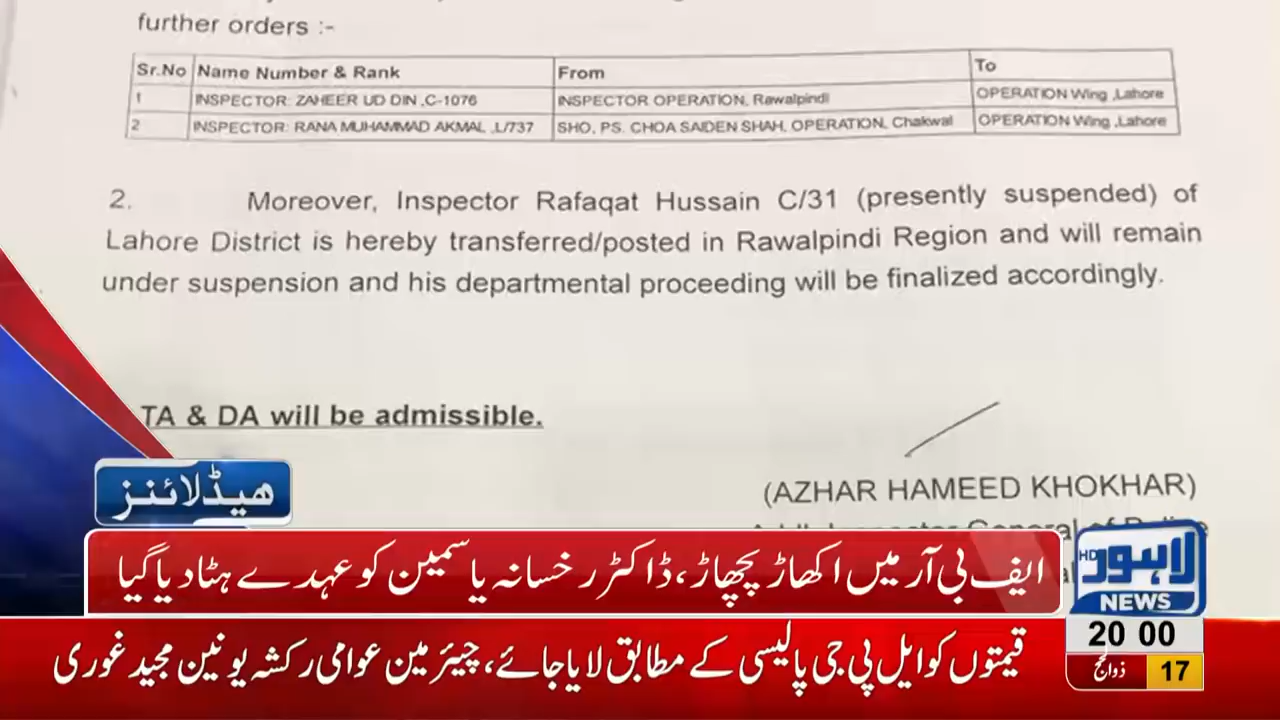 further orders :-
Sr.No Name Number & Rank From To
1 INSPECTOR: ZAHEER UD DIN ,C-1076 INSPECTOR OPERATION, Rawalpindi OPERATION Wing ,Lahore
2 INSPECTOR: RANA MUHAMMAD AKMAL ,L/737 SHO, PS. CHOA SAIDEN SHAH, OPERATION, Chakwal OPERATION Wing ,Lahore
2. Moreover, Inspector Rafaqat Hussain C/31 (presently suspended) of
Lahore District is hereby transferred/posted in Rawalpindi Region and will remain
under suspension and his departmental proceeding will be finalized accordingly.
TA & DA will be admissible.
(AZHAR HAMEED KHOKHAR)
ہیڈلائنز
ایف بی آر میں اکھاڑ پچھاڑ، ڈاکٹر رخسانہ یاسمین کو عہدے ہٹا دیا گیا
قیمتوں کو ایل پی جی پالیسی کے مطابق لایا جائے، چیئرمین عوامی رکشہ یونین مجید غوری
HD لاہور
NEWS
20 00
ذوالحج 17